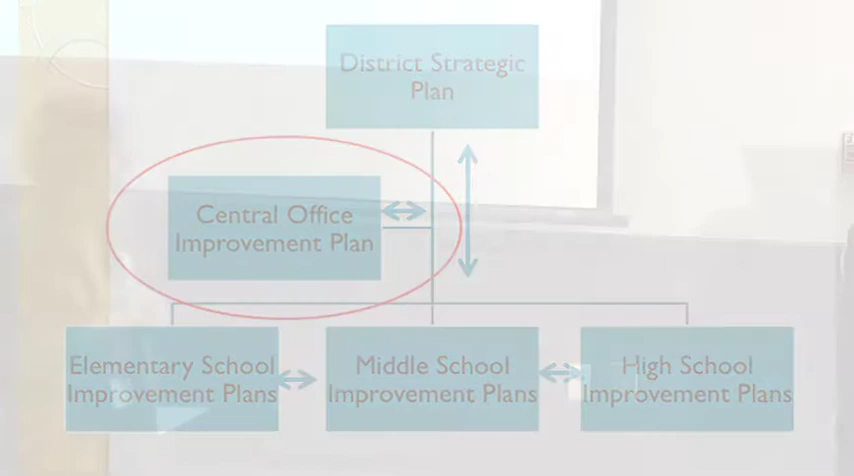 District Strategic
Plan
Central Office
Improvement Plan
Elementary School
Improvement Plans
Middle School
Improvement Plans
High School
Improvement Plans